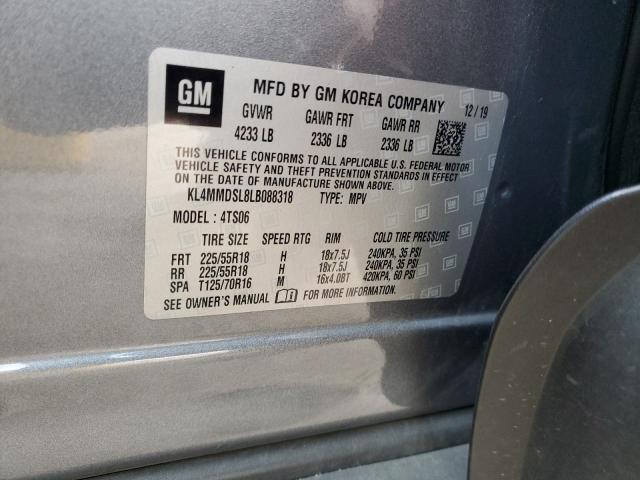 GM
MFD BY GM KOREA COMPANY 12/19
GVWR GAWR FRT GAWR RR
4233 LB 2336 LB 2336 LB
THIS VEHICLE CONFORMS TO ALL APPLICABLE U.S. FEDERAL MOTOR
VEHICLE SAFETY AND THEFT PREVENTION STANDARDS IN EFFECT
ON THE DATE OF MANUFACTURE SHOWN ABOVE.
KL4MMDSL8LB088318 TYPE: MPV
MODEL : 4TS06
TIRE SIZE SPEED RTG RIM COLD TIRE PRESSURE
FRT 225/55R18 H 18x7.5J 240KPA, 35 PSI
RR 225/55R18 H 18x7.5J 240KPA, 35 PSI
SPA T125/70R16 M 16x4.0BT 420KPA, 60 PSI
SEE OWNER'S MANUAL FOR MORE INFORMATION.